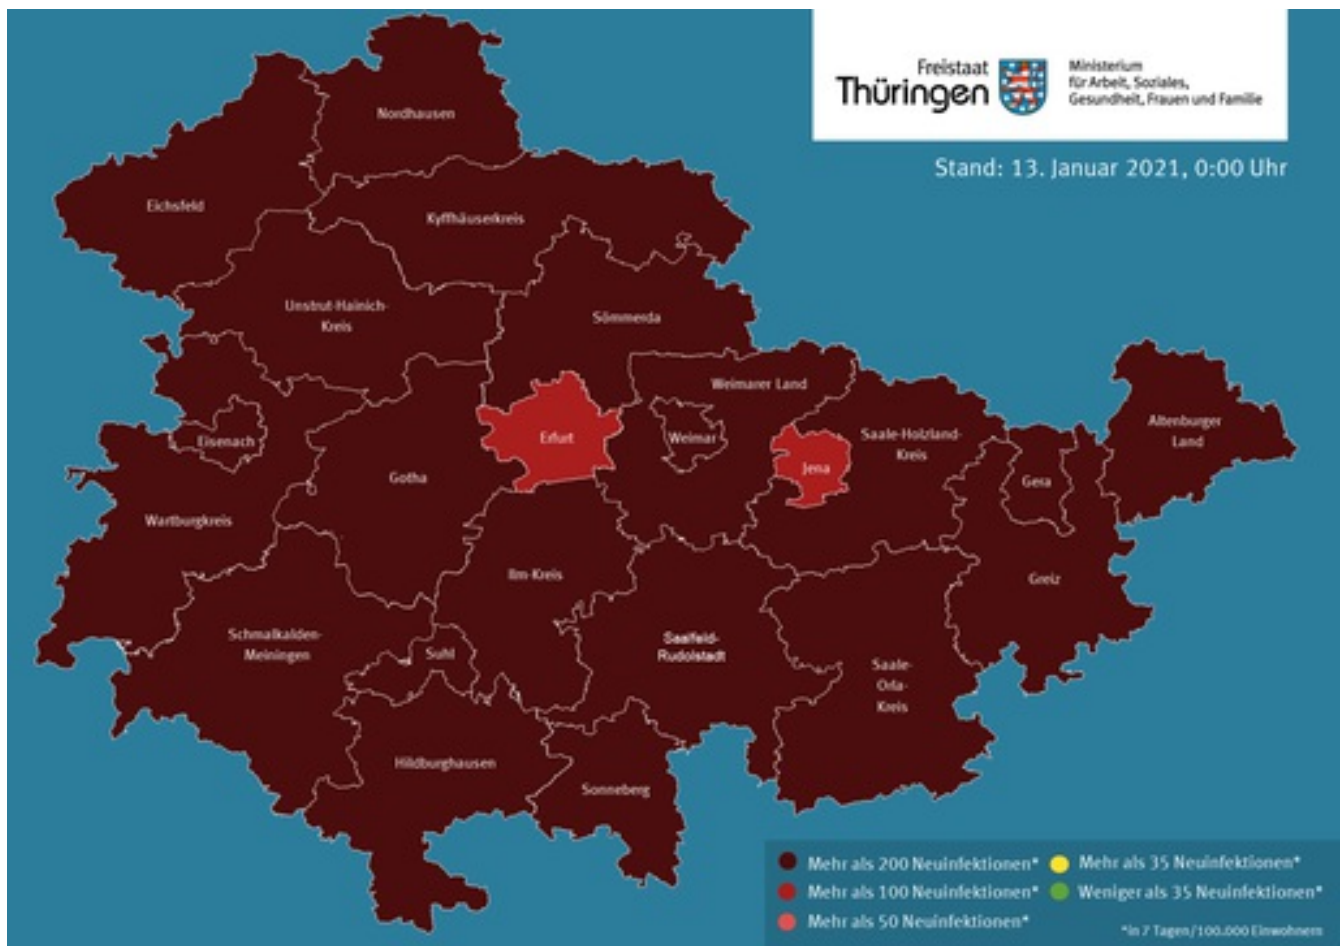 Freistaat
Thüringen
Ministerium
für Arbeit, Soziales,
Gesundheit, Frauen und Familie
Stand: 13. Januar 2021, 0:00 Uhr
Nordhausen
Eichsfeld
Kyffhäuserkreis
Unstrut-Hainich-
Kreis
Sömmerda
Weimarer Land
Eisenach
Erfurt
Weimar
Saale-Holzland-
Kreis
Altenburger
Land
Gotha
Jena
Gera
Wartburgkreis
Ilm-Kreis
Greiz
Schmalkalden-
Meiningen
Suhl
Saalfeld-
Rudolstadt
Saale-
Orla-
Kreis
Hildburghausen
Sonneberg
Mehr als 200 Neuinfektionen*
Mehr als 35 Neuinfektionen*
Mehr als 100 Neuinfektionen*
Weniger als 35 Neuinfektionen*
Mehr als 50 Neuinfektionen*
*in 7 Tagen/100.000 Einwohnern